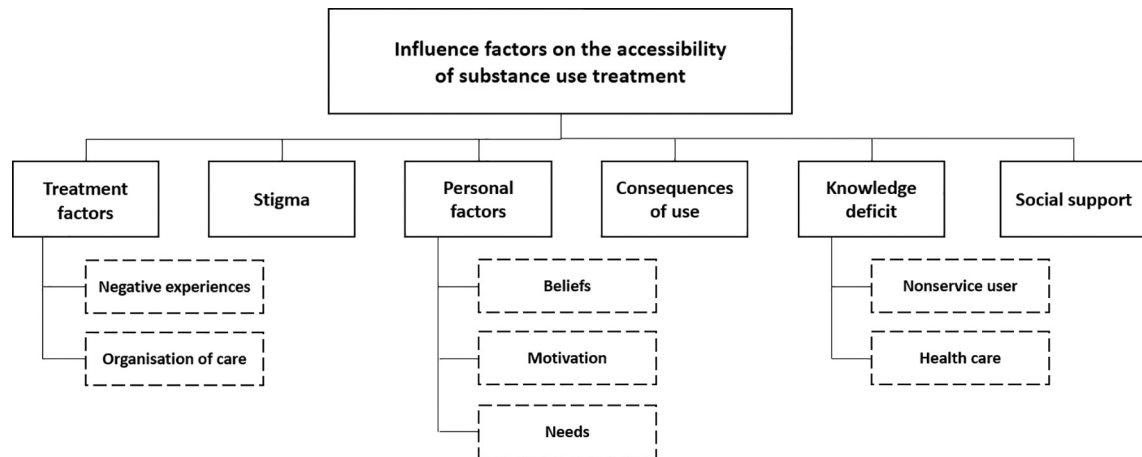 Influence factors on the accessibility
of substance use treatment
Treatment
factors
Stigma
Personal
factors
Consequences
of use
Knowledge
deficit
Social support
Negative experiences
Organisation of care
Beliefs
Motivation
Needs
Nonservice user
Health care